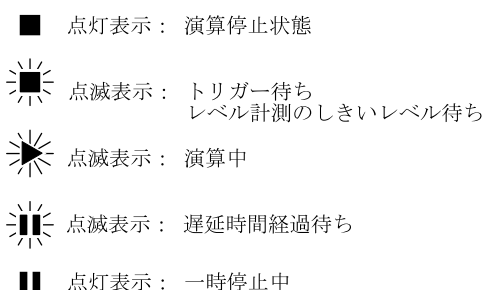 点灯表示： 演算停止状態
点滅表示： トリガー待ち
レベル計測のしきいレベル待ち
点滅表示： 演算中
点滅表示： 遅延時間経過待ち
点灯表示： 一時停止中